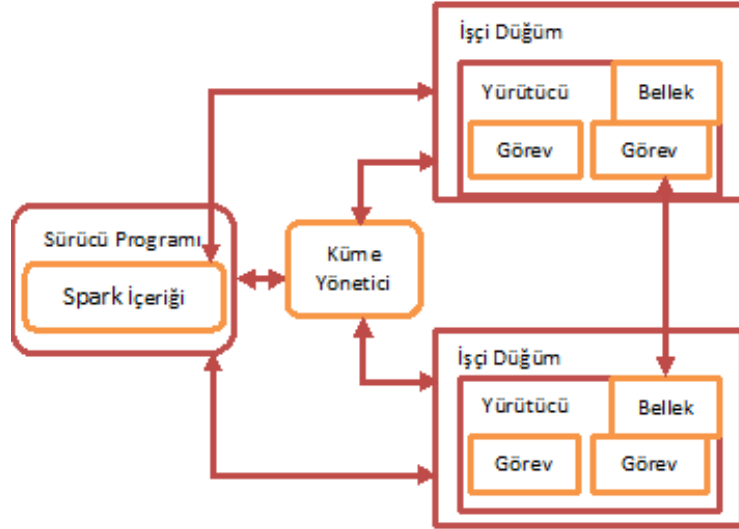 İşçi Düğüm
Yürütücü
Bellek
Görev
Görev
Sürücü Programı
Spark İçeriği
Küme
Yönetici
İşçi Düğüm
Yürütücü
Bellek
Görev
Görev